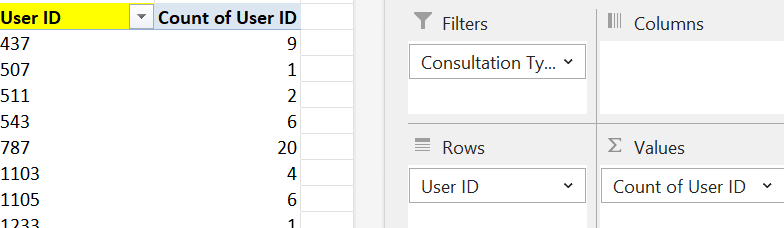 User ID Count of User ID
437 9
507 1
511 2
543 6
787 20
1103 4
1105 6
1233 1
Filters
Columns
Consultation Ty...
Rows
Values
User ID
Count of User ID